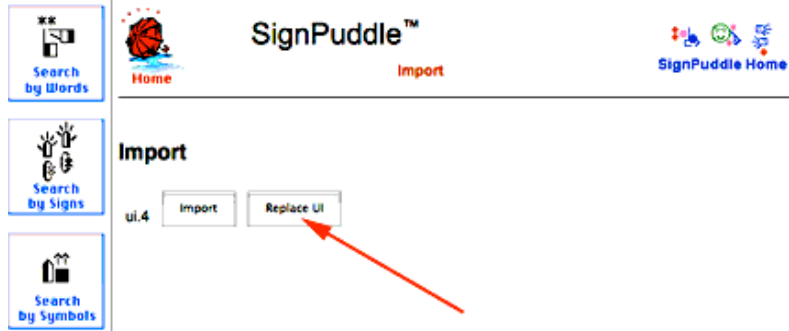 **
Search
by Words
Search
by Signs
Search
by Symbols
Home
SignPuddle™
Import
SignPuddle Home
Import
ui.4
Import
Replace UI